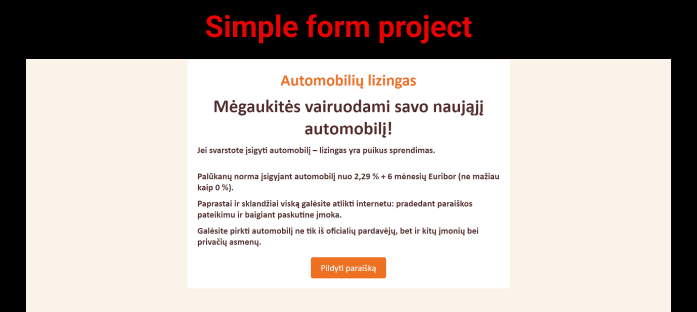 Simple form project
Automobilių lizingas
Mėgaukitės vairuodami savo naująjį
automobilį!
Jei svarstote įsigyti automobilį – lizingas yra puikus sprendimas.
Palūkanų norma įsigyjant automobilį nuo 2,29 % + 6 mėnesių Euribor (ne mažiau
kaip 0 %).
Paprastai ir sklandžiai viską galėsite atlikti internetu: pradedant paraiškos
pateikimu ir baigiant paskutine įmoka.
Galėsite pirkti automobilį ne tik iš oficialių pardavėjų, bet ir kitų įmonių bei
privačių asmenų.
Pildyti paraišką